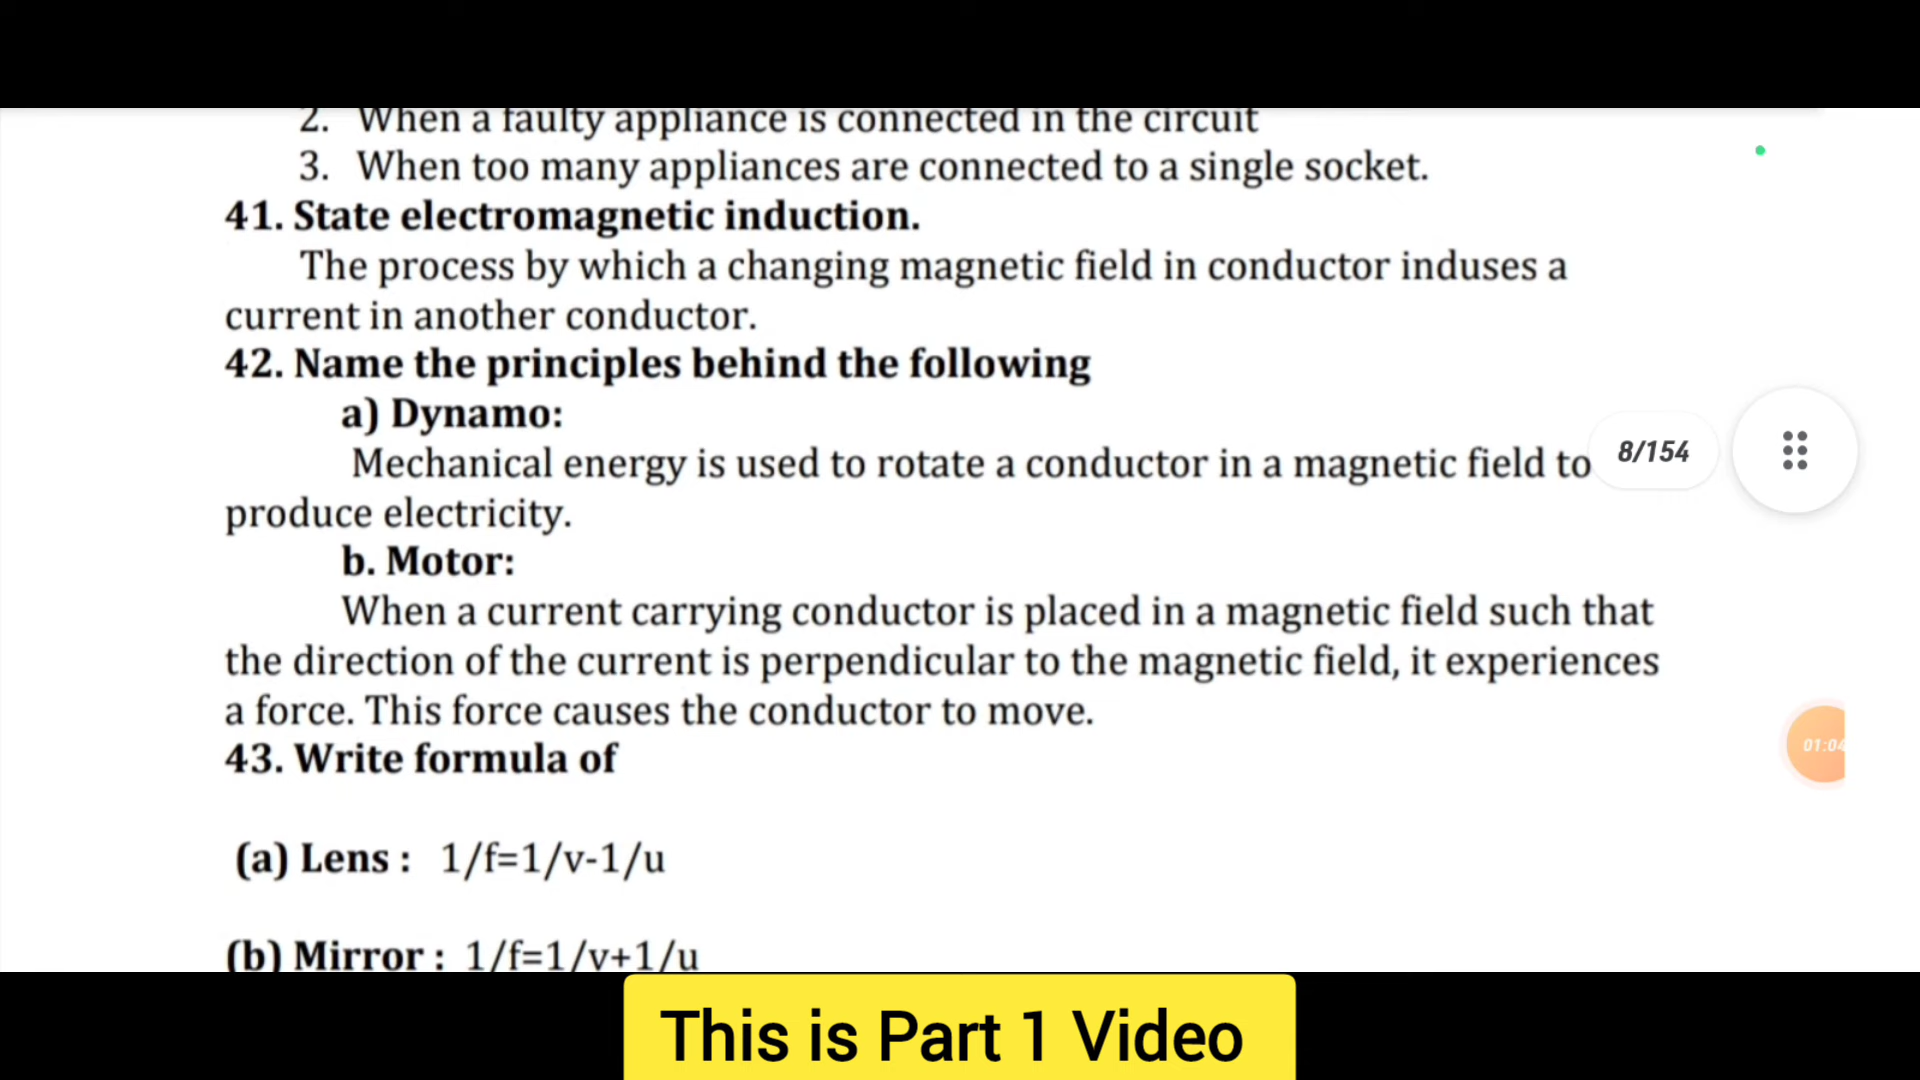 2. When a faulty appliance is connected in the circuit
3. When too many appliances are connected to a single socket.
41. State electromagnetic induction.
The process by which a changing magnetic field in conductor induses a
current in another conductor.
42. Name the principles behind the following
a) Dynamo:
Mechanical energy is used to rotate a conductor in a magnetic field to
8/154
produce electricity.
b. Motor:
When a current carrying conductor is placed in a magnetic field such that
the direction of the current is perpendicular to the magnetic field, it experiences
a force. This force causes the conductor to move.
43. Write formula of
01:04
(a) Lens : 1/f=1/v-1/u
(b) Mirror : 1/f=1/v+1/u
This is Part 1 Video